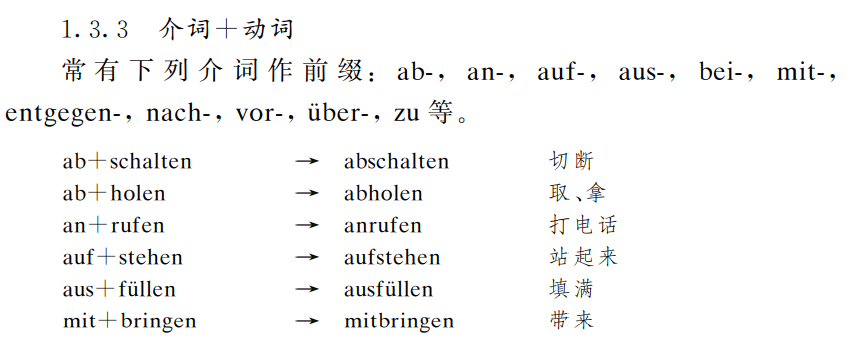 1.3.3 介词＋动词
常有下列介词作前缀：ab-，an-，auf-，aus-，bei-，mit-，
entgegen-，nach-，vor-，über-，zu 等。
ab＋schalten → abschalten 切断
ab＋holen → abholen 取、拿
an＋rufen → anrufen 打电话
auf＋stehen → aufstehen 站起来
aus＋füllen → ausfüllen 填满
mit＋bringen → mitbringen 带来